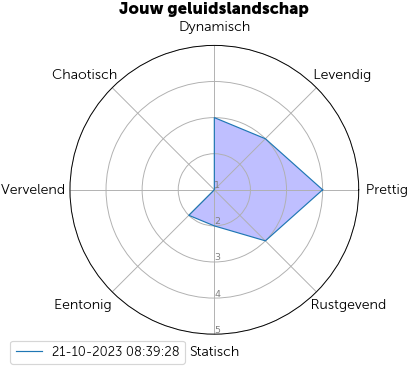 Jouw geluidslandschap
Dynamisch
Chaotisch
Levendig
Vervelend
Prettig
1
2
3
4
5
Eentonig
Rustgevend
Statisch
21-10-2023 08:39:28